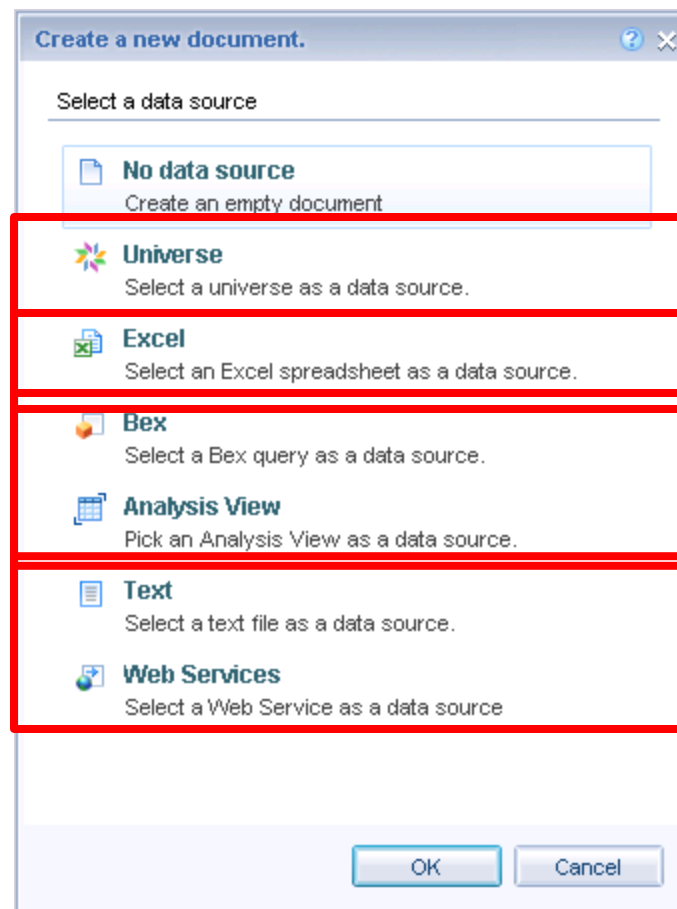 Create a new document.
Select a data source
No data source
Create an empty document
Universe
Select a universe as a data source.
Excel
Select an Excel spreadsheet as a data source.
Bex
Select a Bex query as a data source.
Analysis View
Pick an Analysis View as a data source.
Text
Select a text file as a data source.
Web Services
Select a Web Service as a data source
OK Cancel